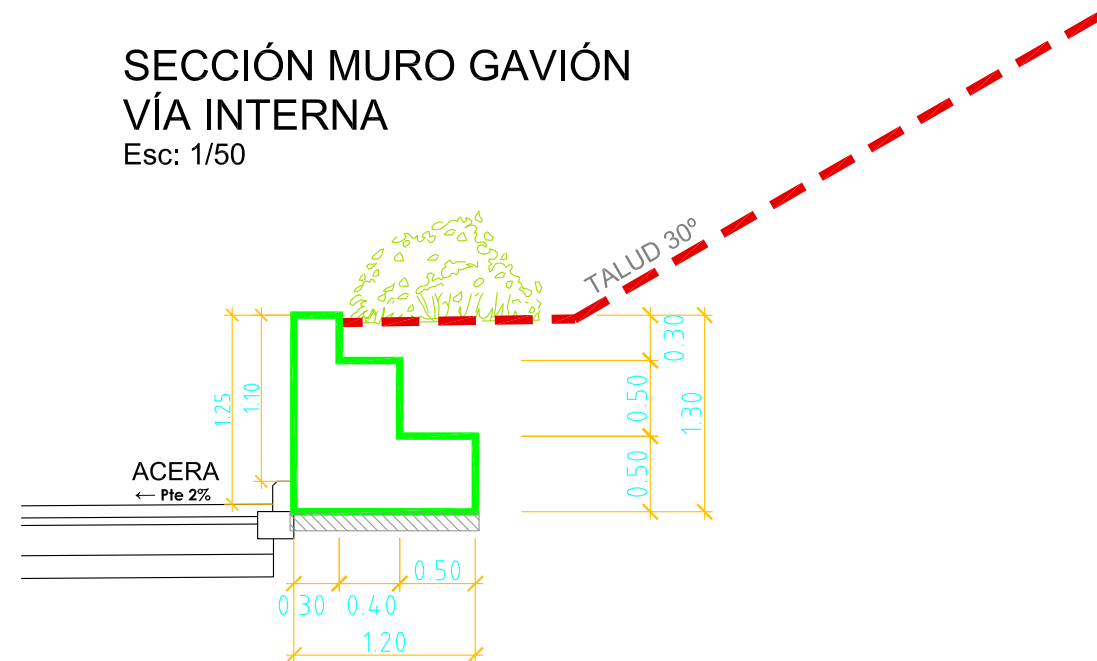 SECCIÓN MURO GAVIÓN
VÍA INTERNA
Esc: 1/50
TALUD 30º
0.30
1.25
1.10
0.50
1.30
ACERA
← Pte 2%
0.50
0.50
0.30 0.40
1.20